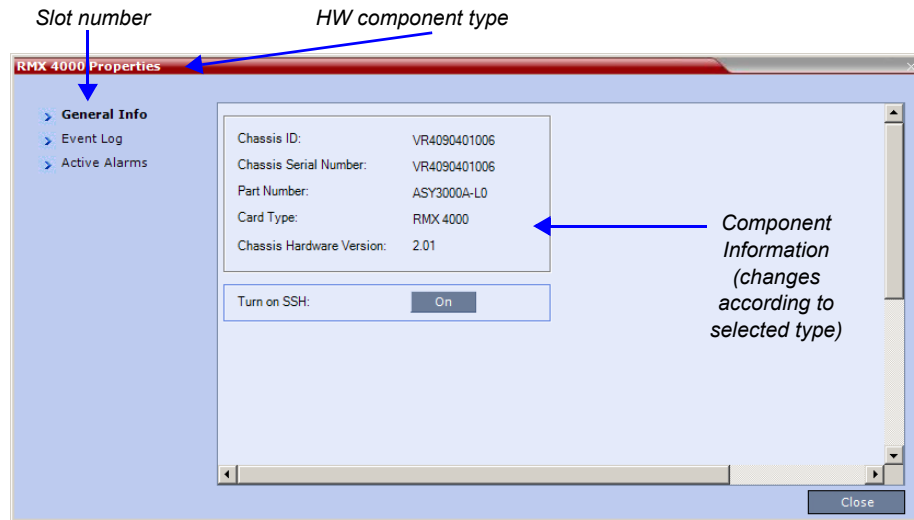 Slot number
HW component type
RMX 4000 Properties
General Info
Event Log
Active Alarms
Chassis ID: VR4090401006
Chassis Serial Number: VR4090401006
Part Number: ASY3000A-L0
Card Type: RMX 4000
Chassis Hardware Version: 2.01
Turn on SSH: On
Component
Information
(changes
according to
selected type)
Close